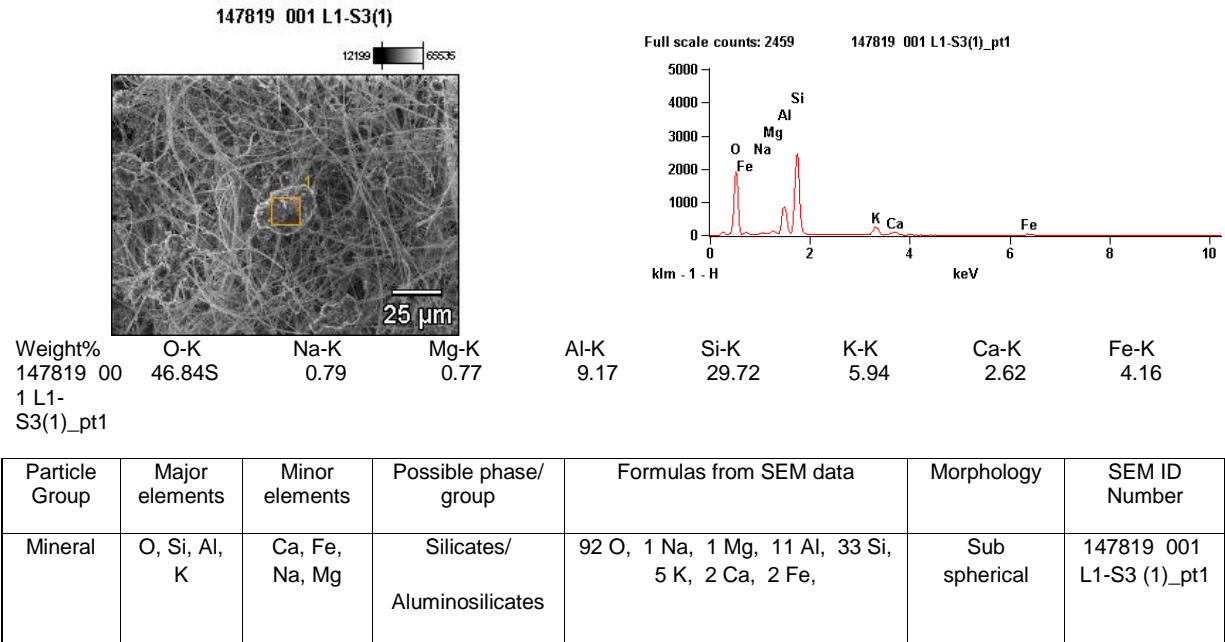 147819 001 L1-S3(1)
12199 65535
1
25 µm
Full scale counts: 2459 147819 001 L1-S3(1)_pt1
5000
4000
3000
2000
1000
0
O Fe Na Mg Al Si K Ca Fe
0 2 4 6 8 10
klm - 1 - H keV
Weight% O-K Na-K Mg-K Al-K Si-K K-K Ca-K Fe-K
147819 00 46.84S 0.79 0.77 9.17 29.72 5.94 2.62 4.16
1 L1-
S3(1)_pt1
Particle Major Minor Possible phase/ Formulas from SEM data Morphology SEM ID
Group elements elements group Number
Mineral O, Si, Al, Ca, Fe, Silicates/ 92 O, 1 Na, 1 Mg, 11 Al, 33 Si, Sub 147819 001
K Na, Mg 5 K, 2 Ca, 2 Fe, spherical L1-S3 (1)_pt1
Aluminosilicates